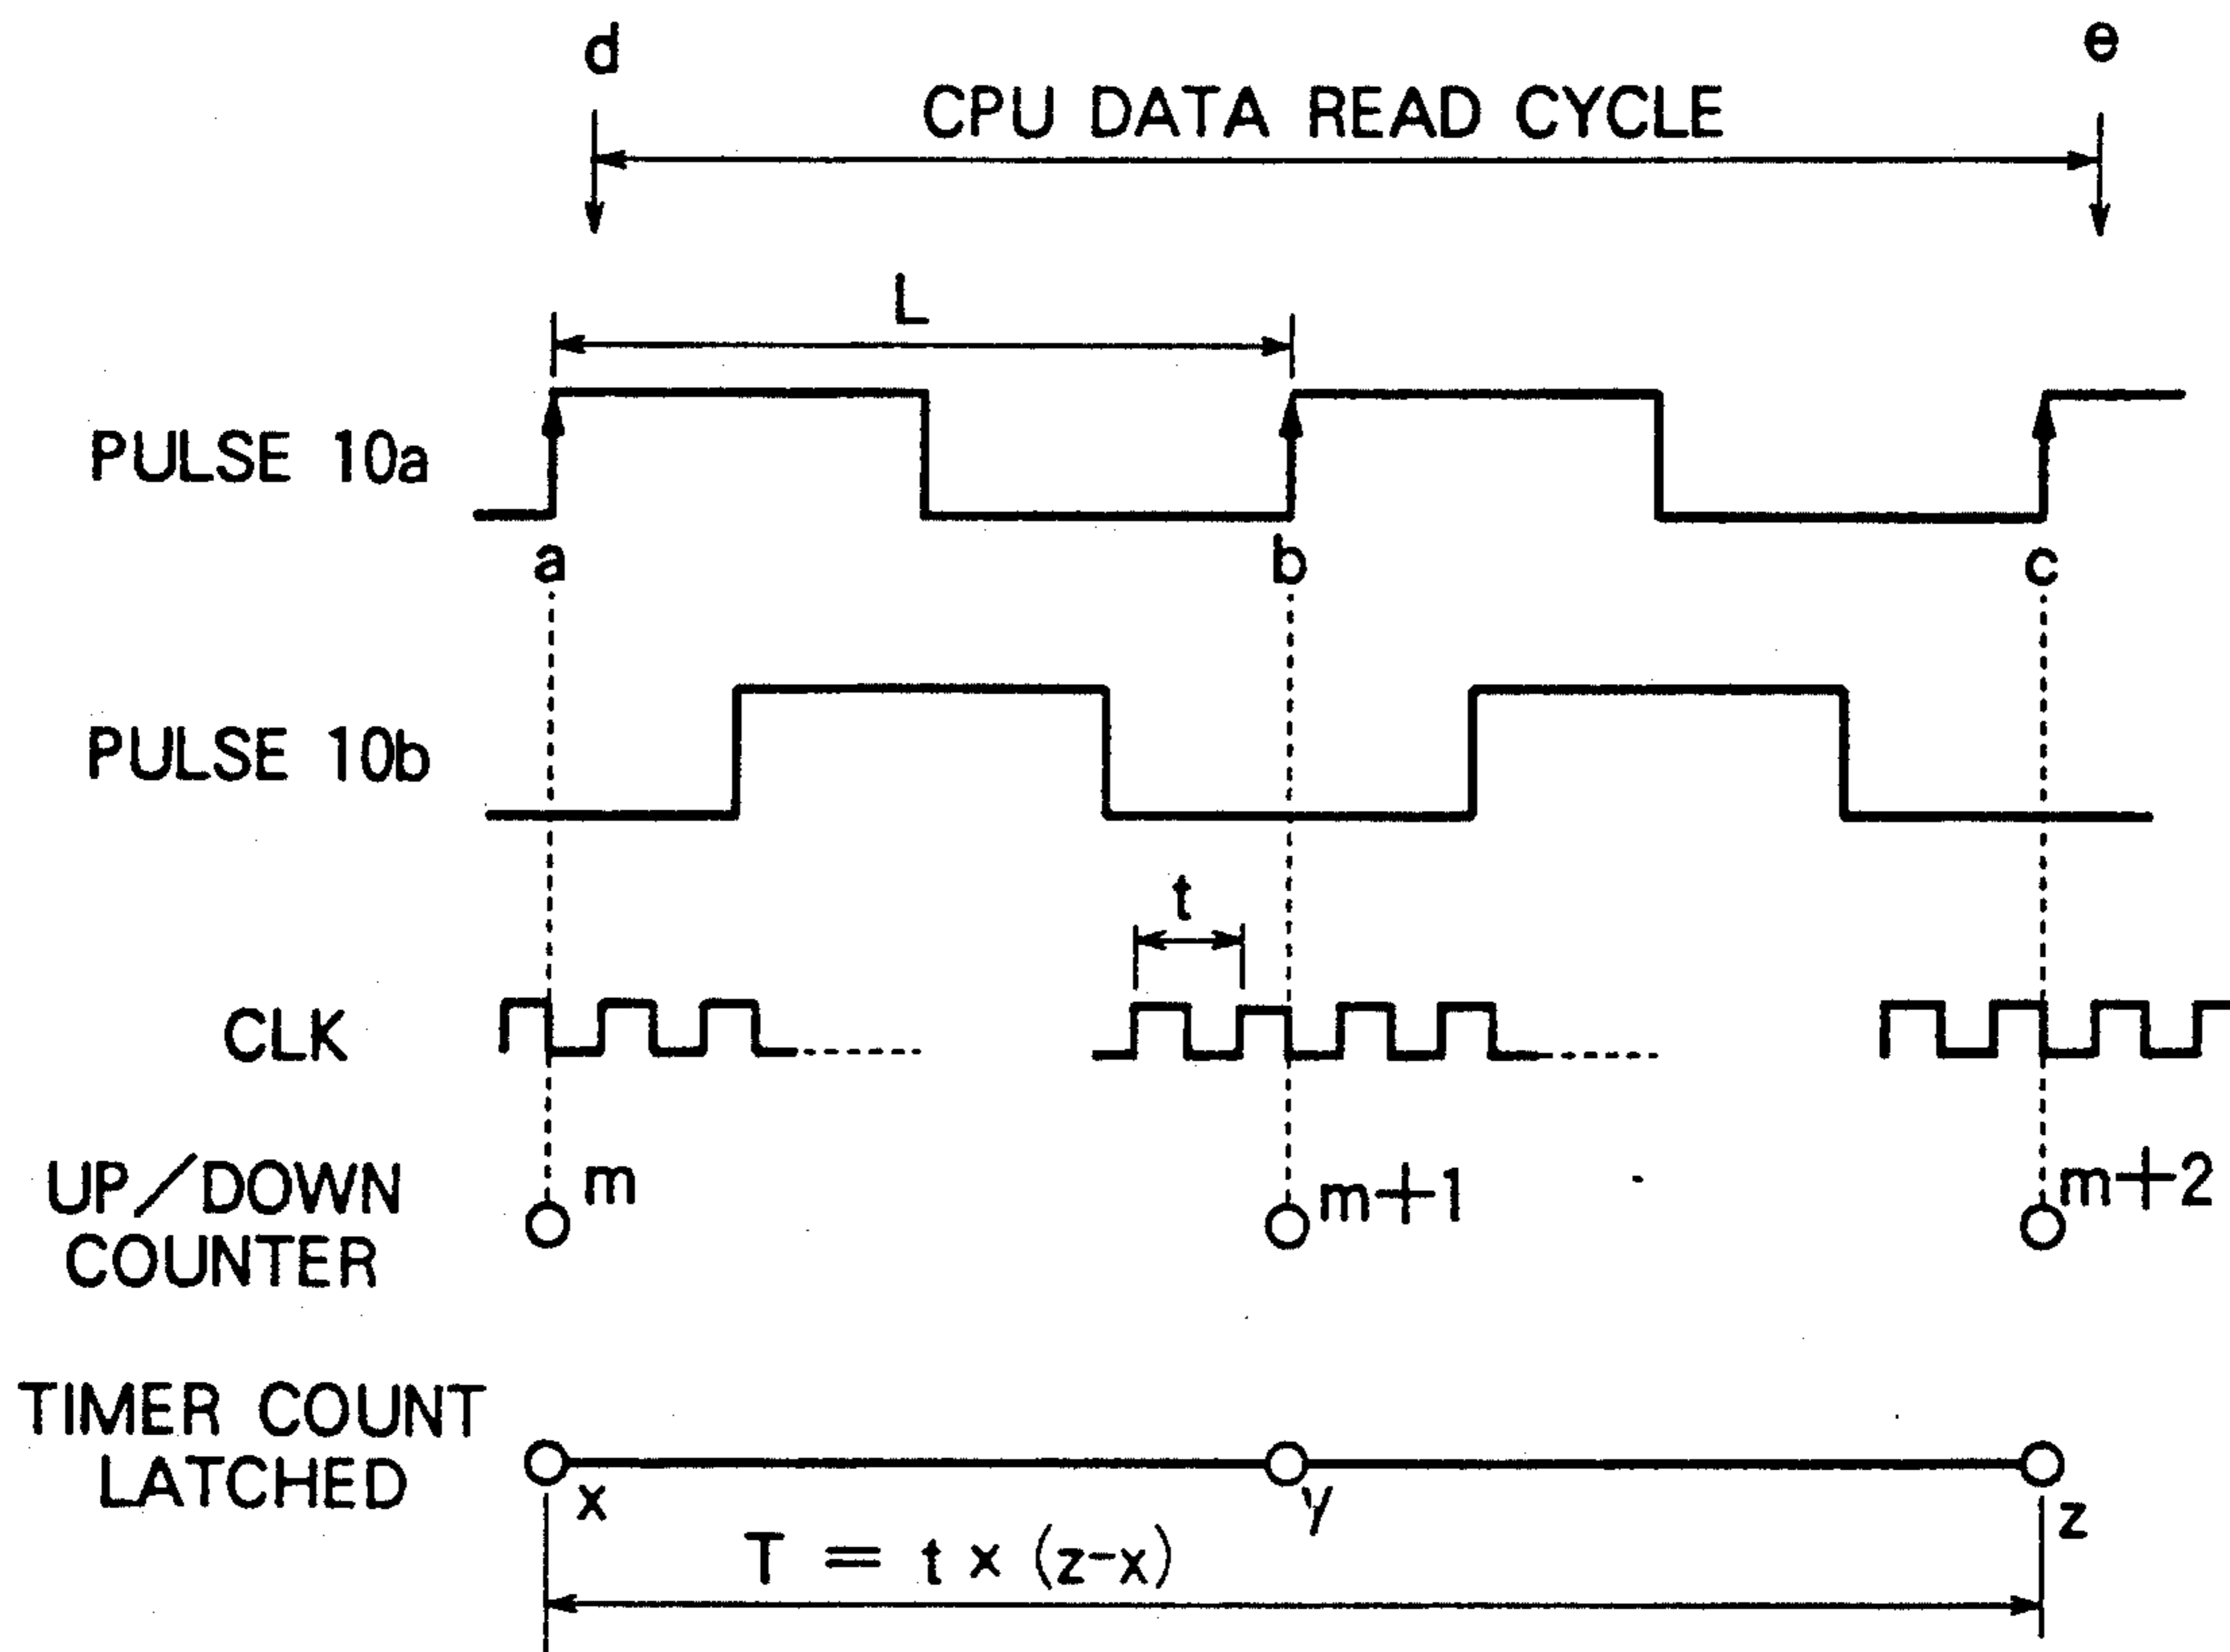 d
e
CPU DATA READ CYCLE
L
PULSE 10a
a
b
c
PULSE 10b
t
CLK
UP/DOWN
COUNTER
m
m+1
m+2
TIMER COUNT
LATCHED
x
y
z
T = t x (z-x)